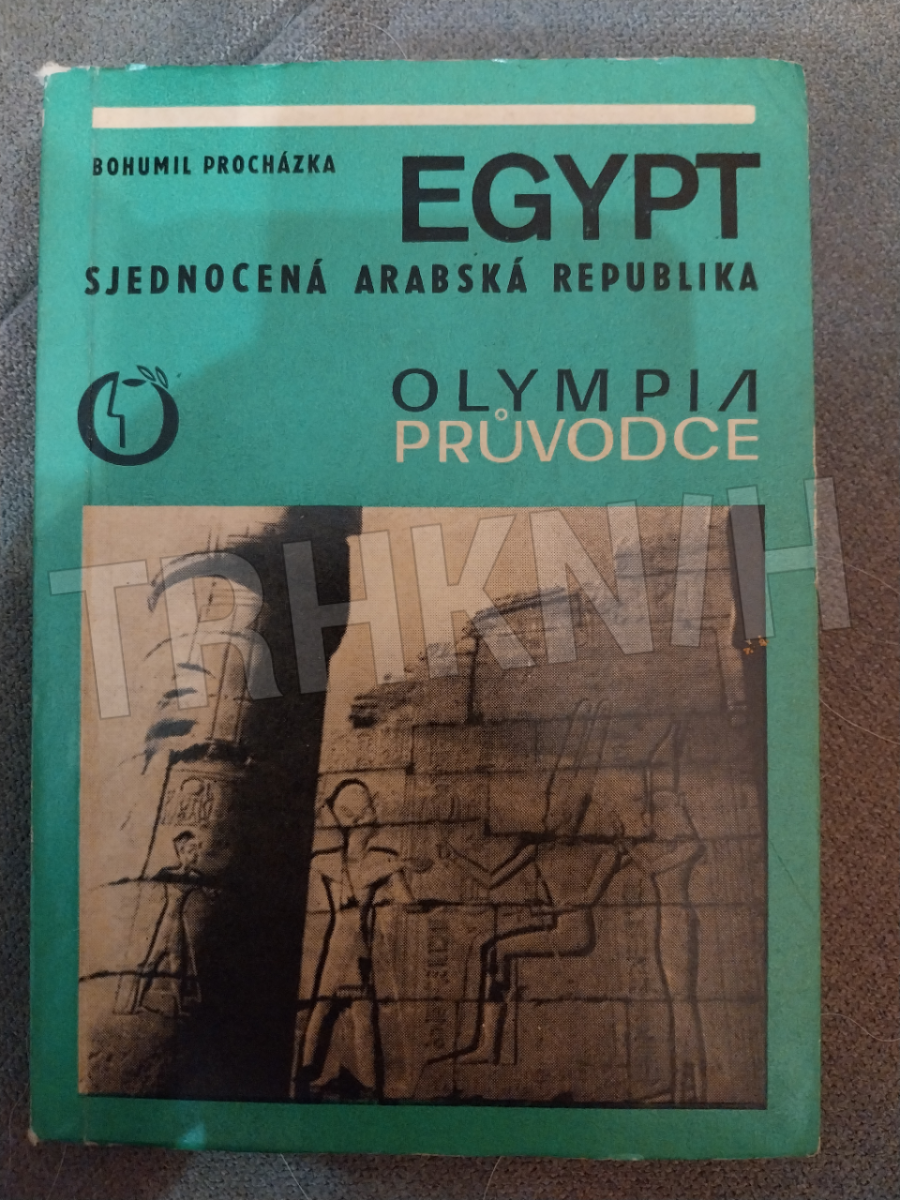 BOHUMIL PROCHÁZKA
EGYPT
SJEDNOCENÁ ARABSKÁ REPUBLIKA
OLYMPIA
PRŮVODCE
TRHKNIH